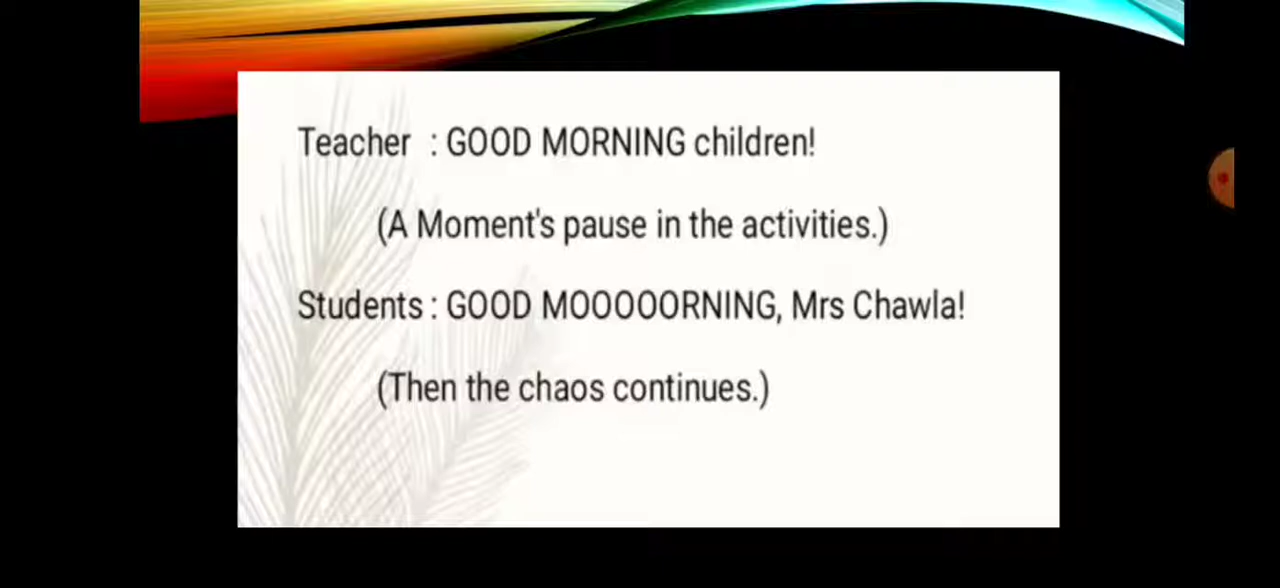 Teacher : GOOD MORNING children!
(A Moment's pause in the activities.)
Students : GOOD MOOOOORNING, Mrs Chawla!
(Then the chaos continues.)